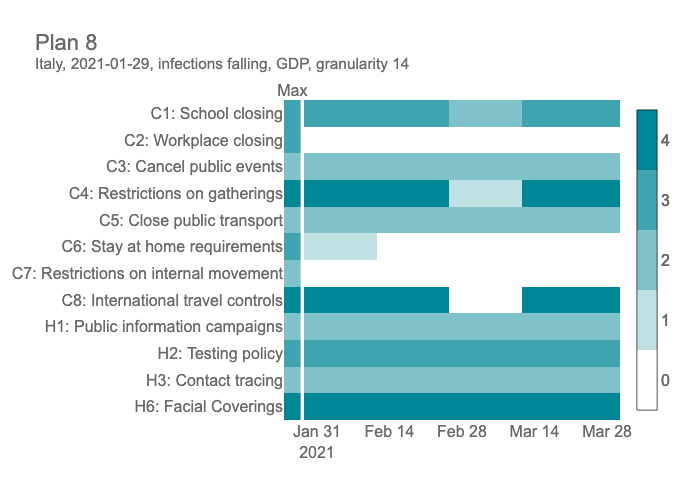 Plan 8
Italy, 2021-01-29, infections falling, GDP, granularity 14
Max
C1: School closing
C2: Workplace closing
C3: Cancel public events
C4: Restrictions on gatherings
C5: Close public transport
C6: Stay at home requirements
C7: Restrictions on internal movement
C8: International travel controls
H1: Public information campaigns
H2: Testing policy
H3: Contact tracing
H6: Facial Coverings
4
3
2
1
0
Jan 31 Feb 14 Feb 28 Mar 14 Mar 28
2021